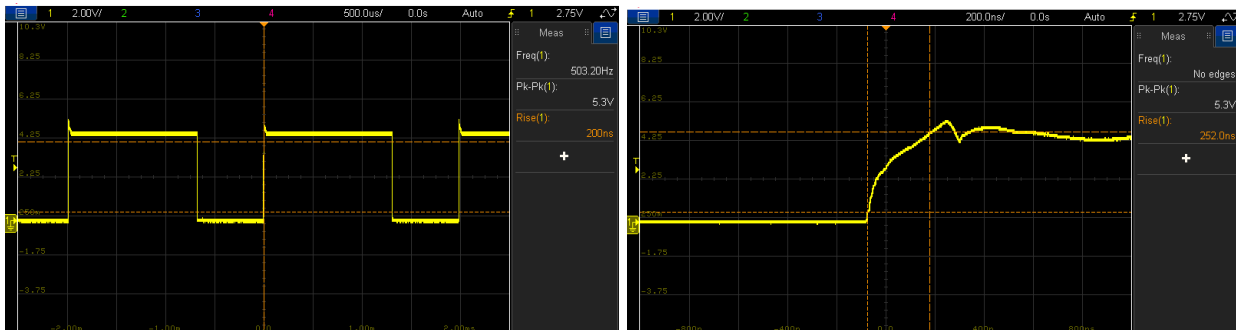 1 2.00V/ 2 3 4 500.0us/ 0.0s Auto 1 2.75V
10.3V
8.25
6.25
4.25
2.25
-1.75
-3.75
T
-2.00m -1.00m 0.0 1.00m 2.00m
Meas
Freq(1):
503.20Hz
Pk-Pk(1):
5.3V
Rise(1):
200ns
1 2.00V/ 2 3 4 200.0ns/ 0.0s Auto 1 2.75V
10.3V
8.25
6.25
4.25
2.25
-1.75
-3.75
T
-800n -400n 0.0 400n 800n
Meas
Freq(1):
No edges
Pk-Pk(1):
5.3V
Rise(1):
252.0ns